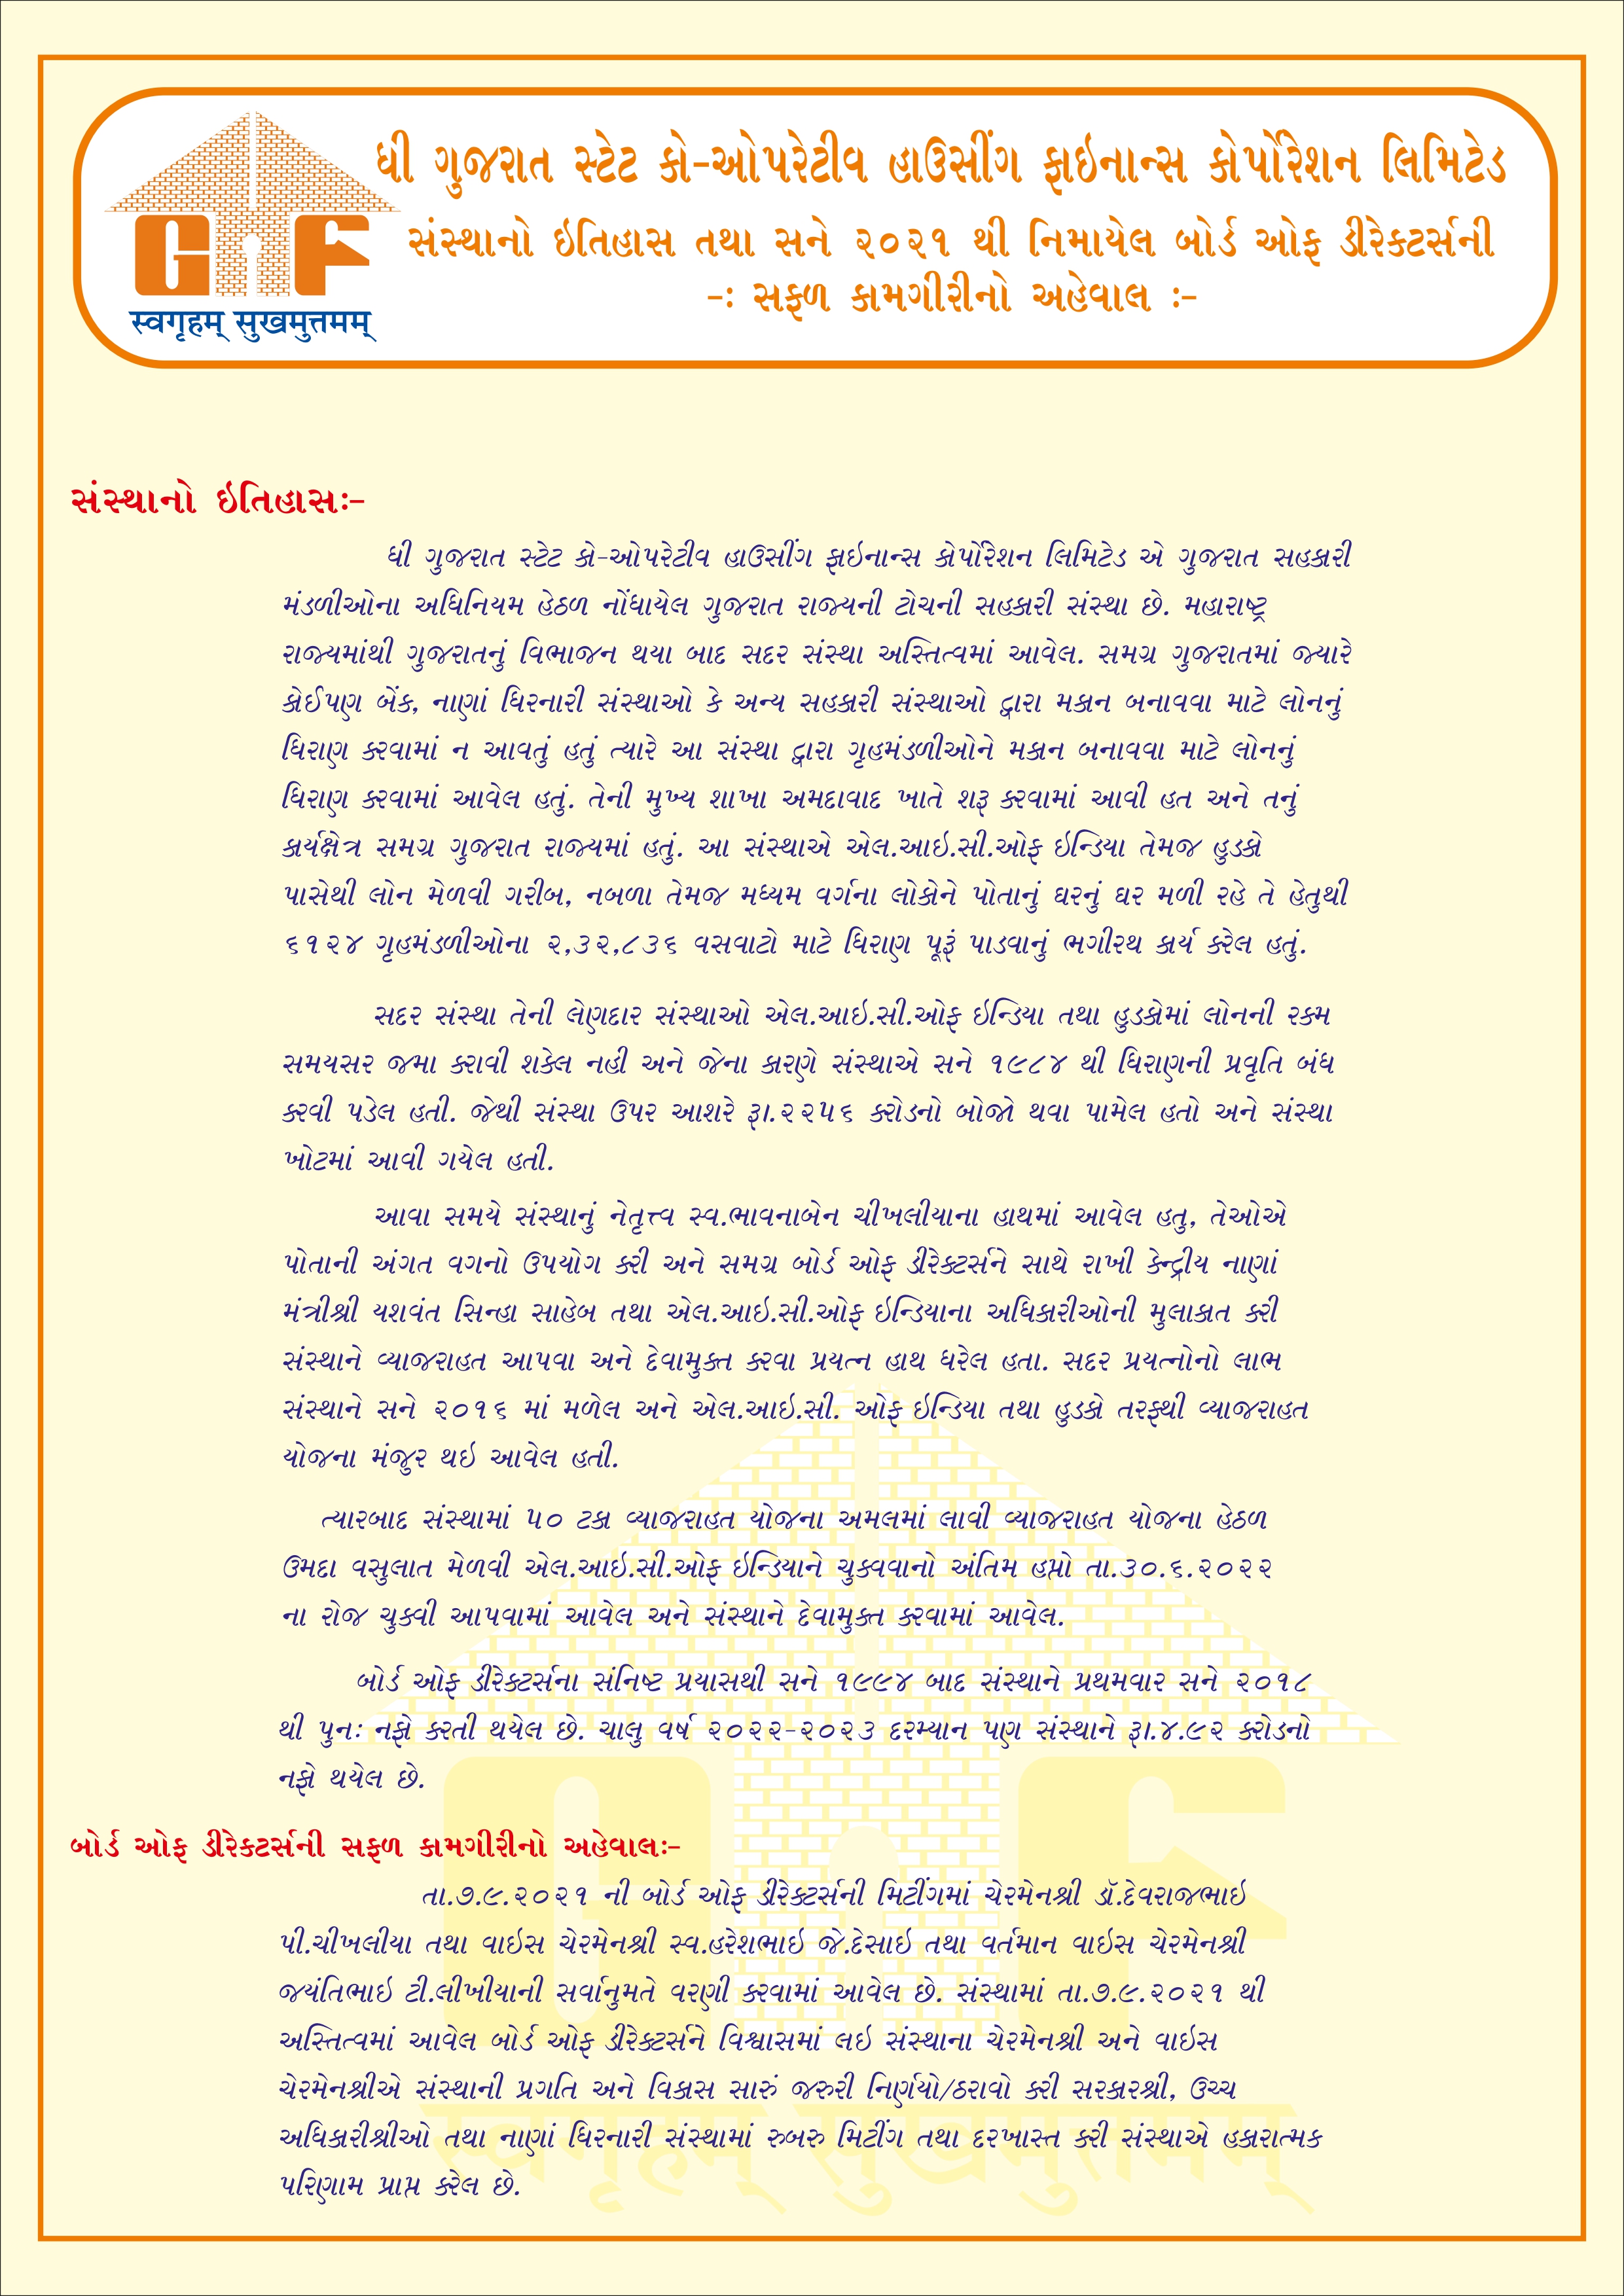 ધી ગુજરાત સ્ટેટ કો-ઓપરેટીવ હાઉસીંગ ફાઇનાન્સ કોર્પોરેશન લિમિટેડ
સંસ્થાનો ઇતિહાસ તથા સને ૨૦૨૧ થી નિમાયેલ બોર્ડ ઓફ ડીરેક્ટર્સની
-: સફળ કામગીરીનો અહેવાલ :-
GHF
स्वगृहम् सुखमुत्तमम्
સંસ્થાનો ઇતિહાસ:-
ધી ગુજરાત સ્ટેટ કો-ઓપરેટીવ હાઉસીંગ ફાઇનાન્સ કોર્પોરેશન લિમિટેડ એ ગુજરાત સહકારી
મંડળીઓના અધિનિયમ હેઠળ નોંધાયેલ ગુજરાત રાજ્યની ટોચની સહકારી સંસ્થા છે. મહારાષ્ટ્ર
રાજ્યમાંથી ગુજરાતનું વિભાજન થયા બાદ સદર સંસ્થા અસ્તિત્વમાં આવેલ. સમગ્ર ગુજરાતમાં જ્યારે
કોઈપણ બેંક, નાણાં ધિરનારી સંસ્થાઓ કે અન્ય સહકારી સંસ્થાઓ દ્વારા મકાન બનાવવા માટે લોનનું
ધિરાણ કરવામાં ન આવતું હતું ત્યારે આ સંસ્થા દ્વારા ગૃહમંડળીઓને મકાન બનાવવા માટે લોનનું
ધિરાણ કરવામાં આવેલ હતું. તેની મુખ્ય શાખા અમદાવાદ ખાતે શરૂ કરવામાં આવી હત અને તનું
કાર્યક્ષેત્ર સમગ્ર ગુજરાત રાજ્યમાં હતું. આ સંસ્થાએ એલ.આઇ.સી.ઓફ ઇન્ડિયા તેમજ હુડકો
પાસેથી લોન મેળવી ગરીબ, નબળા તેમજ મધ્યમ વર્ગના લોકોને પોતાનું ઘરનું ઘર મળી રહે તે હેતુથી
૬૧૨૪ ગૃહમંડળીઓના ૨,૩૨,૮૩૬ વસવાટો માટે ધિરાણ પૂરૂં પાડવાનું ભગીરથ કાર્ય કરેલ હતું.
સદર સંસ્થા તેની લેણદાર સંસ્થાઓ એલ.આઇ.સી.ઓફ ઇન્ડિયા તથા હુડકોમાં લોનની રકમ
સમયસર જમા કરાવી શકેલ નહી અને જેના કારણે સંસ્થાએ સને ૧૯૮૪ થી ધિરાણની પ્રવૃતિ બંધ
કરવી પડેલ હતી. જેથી સંસ્થા ઉપર આશરે રૂા.૨૨૫૬ કરોડનો બોજો થવા પામેલ હતો અને સંસ્થા
ખોટમાં આવી ગયેલ હતી.
આવા સમયે સંસ્થાનું નેતૃત્ત્વ સ્વ.ભાવનાબેન ચીખલીયાના હાથમાં આવેલ હતુ, તેઓએ
પોતાની અંગત વગનો ઉપયોગ કરી અને સમગ્ર બોર્ડ ઓફ ડીરેક્ટર્સને સાથે રાખી કેન્દ્રીય નાણાં
મંત્રીશ્રી યશવંત સિન્હા સાહેબ તથા એલ.આઇ.સી.ઓફ ઇન્ડિયાના અધિકારીઓની મુલાકાત કરી
સંસ્થાને વ્યાજરાહત આપવા અને દેવામુક્ત કરવા પ્રયત્ન હાથ ધરેલ હતા. સદર પ્રયત્નોનો લાભ
સંસ્થાને સને ૨૦૧૬ માં મળેલ અને એલ.આઇ.સી. ઓફ ઇન્ડિયા તથા હુડકો તરફથી વ્યાજરાહત
યોજના મંજુર થઇ આવેલ હતી.
ત્યારબાદ સંસ્થામાં ૫૦ ટકા વ્યાજરાહત યોજના અમલમાં લાવી વ્યાજરાહત યોજના હેઠળ
ઉમદા વસુલાત મેળવી એલ.આઇ.સી.ઓફ ઇન્ડિયાને ચુકવવાનો અંતિમ હપ્તો તા.૩૦.૬.૨૦૨૨
ના રોજ ચુકવી આપવામાં આવેલ અને સંસ્થાને દેવામુક્ત કરવામાં આવેલ.
બોર્ડ ઓફ ડીરેક્ટર્સના સંનિષ્ટ પ્રયાસથી સને ૧૯૯૪ બાદ સંસ્થાને પ્રથમવાર સને ૨૦૧૮
થી પુન: નફો કરતી થયેલ છે. ચાલુ વર્ષ ૨૦૨૨-૨૦૨૩ દરમ્યાન પણ સંસ્થાને રૂા.૪.૯૨ કરોડનો
નફો થયેલ છે.
બોર્ડ ઓફ ડીરેક્ટર્સની સફળ કામગીરીનો અહેવાલ:-
તા.૭.૯.૨૦૨૧ ની બોર્ડ ઓફ ડીરેક્ટર્સની મિટીંગમાં ચેરમેનશ્રી ડૉ.દેવરાજભાઇ
પી.ચીખલીયા તથા વાઇસ ચેરમેનશ્રી સ્વ.હરેશભાઇ જે.દેસાઇ તથા વર્તમાન વાઇસ ચેરમેનશ્રી
જયંતિભાઇ ટી.લીખીયાની સર્વાનુમતે વરણી કરવામાં આવેલ છે. સંસ્થામાં તા.૭.૯.૨૦૨૧ થી
અસ્તિત્વમાં આવેલ બોર્ડ ઓફ ડીરેક્ટર્સને વિશ્વાસમાં લઇ સંસ્થાના ચેરમેનશ્રી અને વાઇસ
ચેરમેનશ્રીએ સંસ્થાની પ્રગતિ અને વિકાસ સારું જરુરી નિર્ણયો/ઠરાવો કરી સરકારશ્રી, ઉચ્ચ
અધિકારીશ્રીઓ તથા નાણાં ધિરનારી સંસ્થામાં રુબરુ મિટીંગ તથા દરખાસ્ત કરી સંસ્થાએ હકારાત્મક
પરિણામ પ્રાપ્ત કરેલ છે.